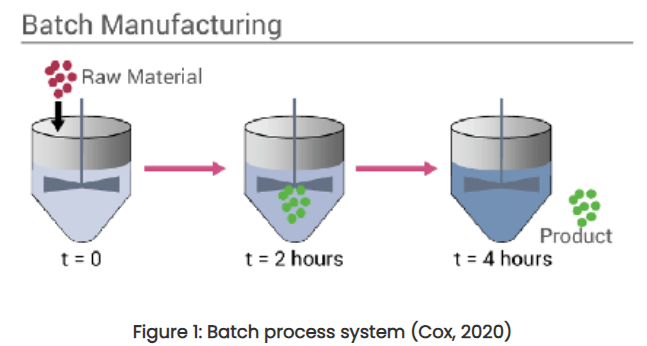 Batch Manufacturing
Raw Material
Product
t = 0
t = 2 hours
t = 4 hours
Figure 1: Batch process system (Cox, 2020)